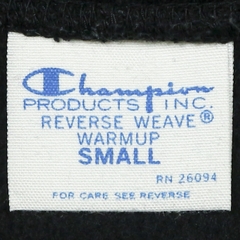 Champion
PRODUCTS INC.
REVERSE WEAVE®
WARMUP
SMALL
RN 26094
FOR CARE SEE REVERSE